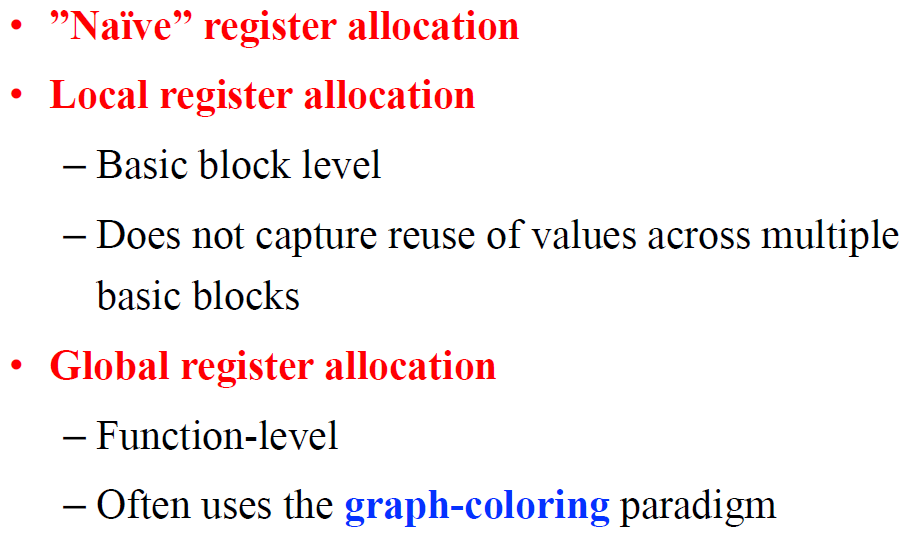 • ”Naïve” register allocation
• Local register allocation
– Basic block level
– Does not capture reuse of values across multiple
basic blocks
• Global register allocation
– Function-level
– Often uses the graph-coloring paradigm